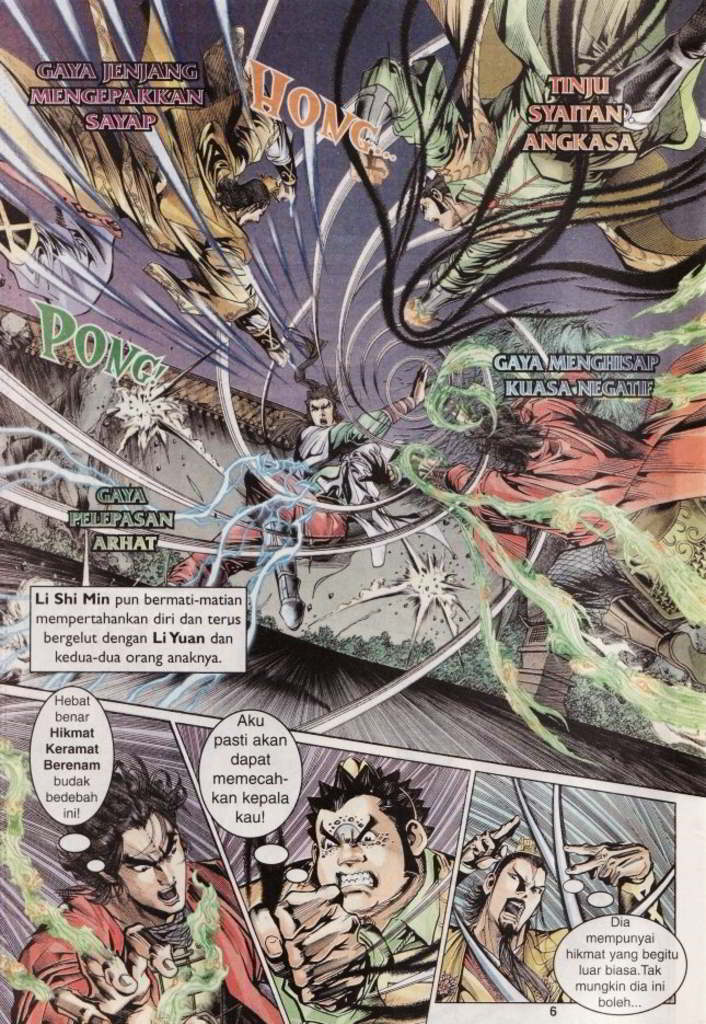 GAYA JENJANG
MENGEPAKKAN
SAYAP
HONG...
TINJU
SYAITAN
ANGKASA
PONG!
GAYA MENGHISAP
KUASA NEGATIF
GAYA
PELEPASAN
ARHAT
Li Shi Min pun bermati-matian
mempertahankan diri dan terus
bergelut dengan Li Yuan dan
kedua-dua orang anaknya.
Hebat
benar
Hikmat
Keramat
Berenam
budak
bedebah
ini!
Aku
pasti akan
dapat
memecah-
kan kepala
kau!
Dia
mempunyai
hikmat yang begitu
luar biasa.Tak
mungkin dia ini
boleh...
6